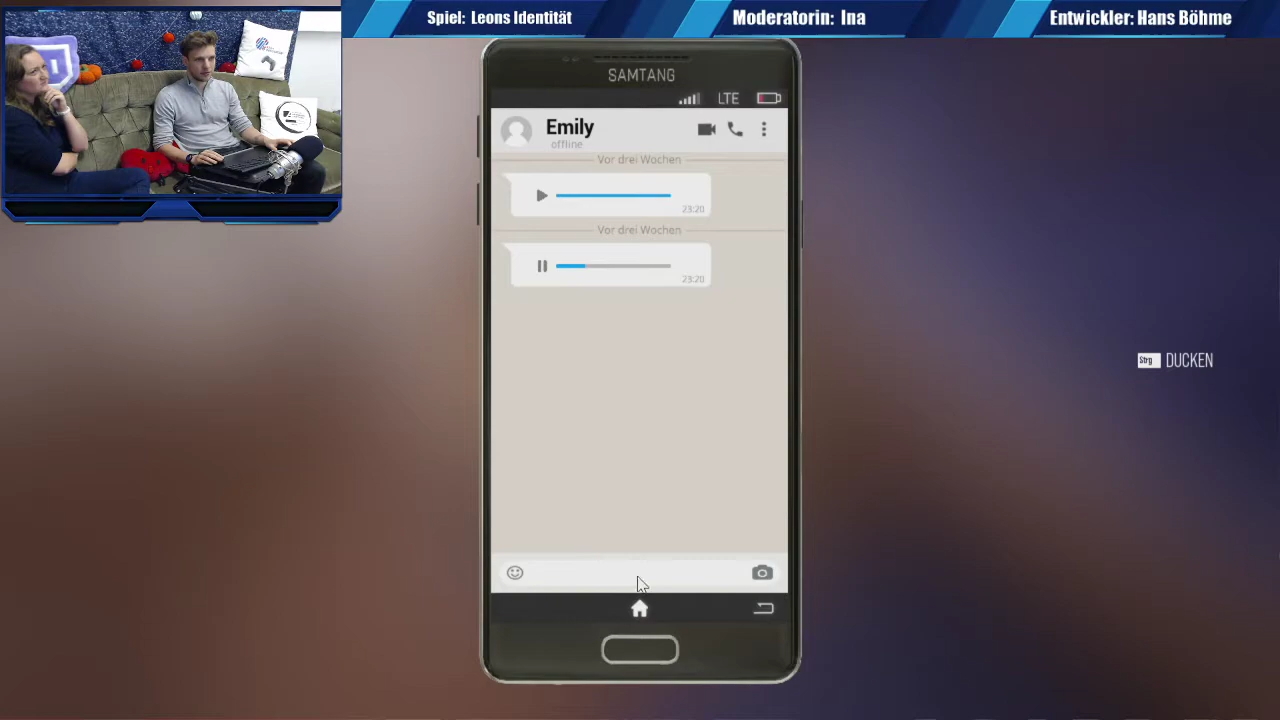 Spiel: Leons Identität
Moderatorin: Ina
Entwickler: Hans Böhme
SAMTANG
LTE
Emily
offline
Vor drei Wochen
23:20
Vor drei Wochen
23:20
Strg DUCKEN